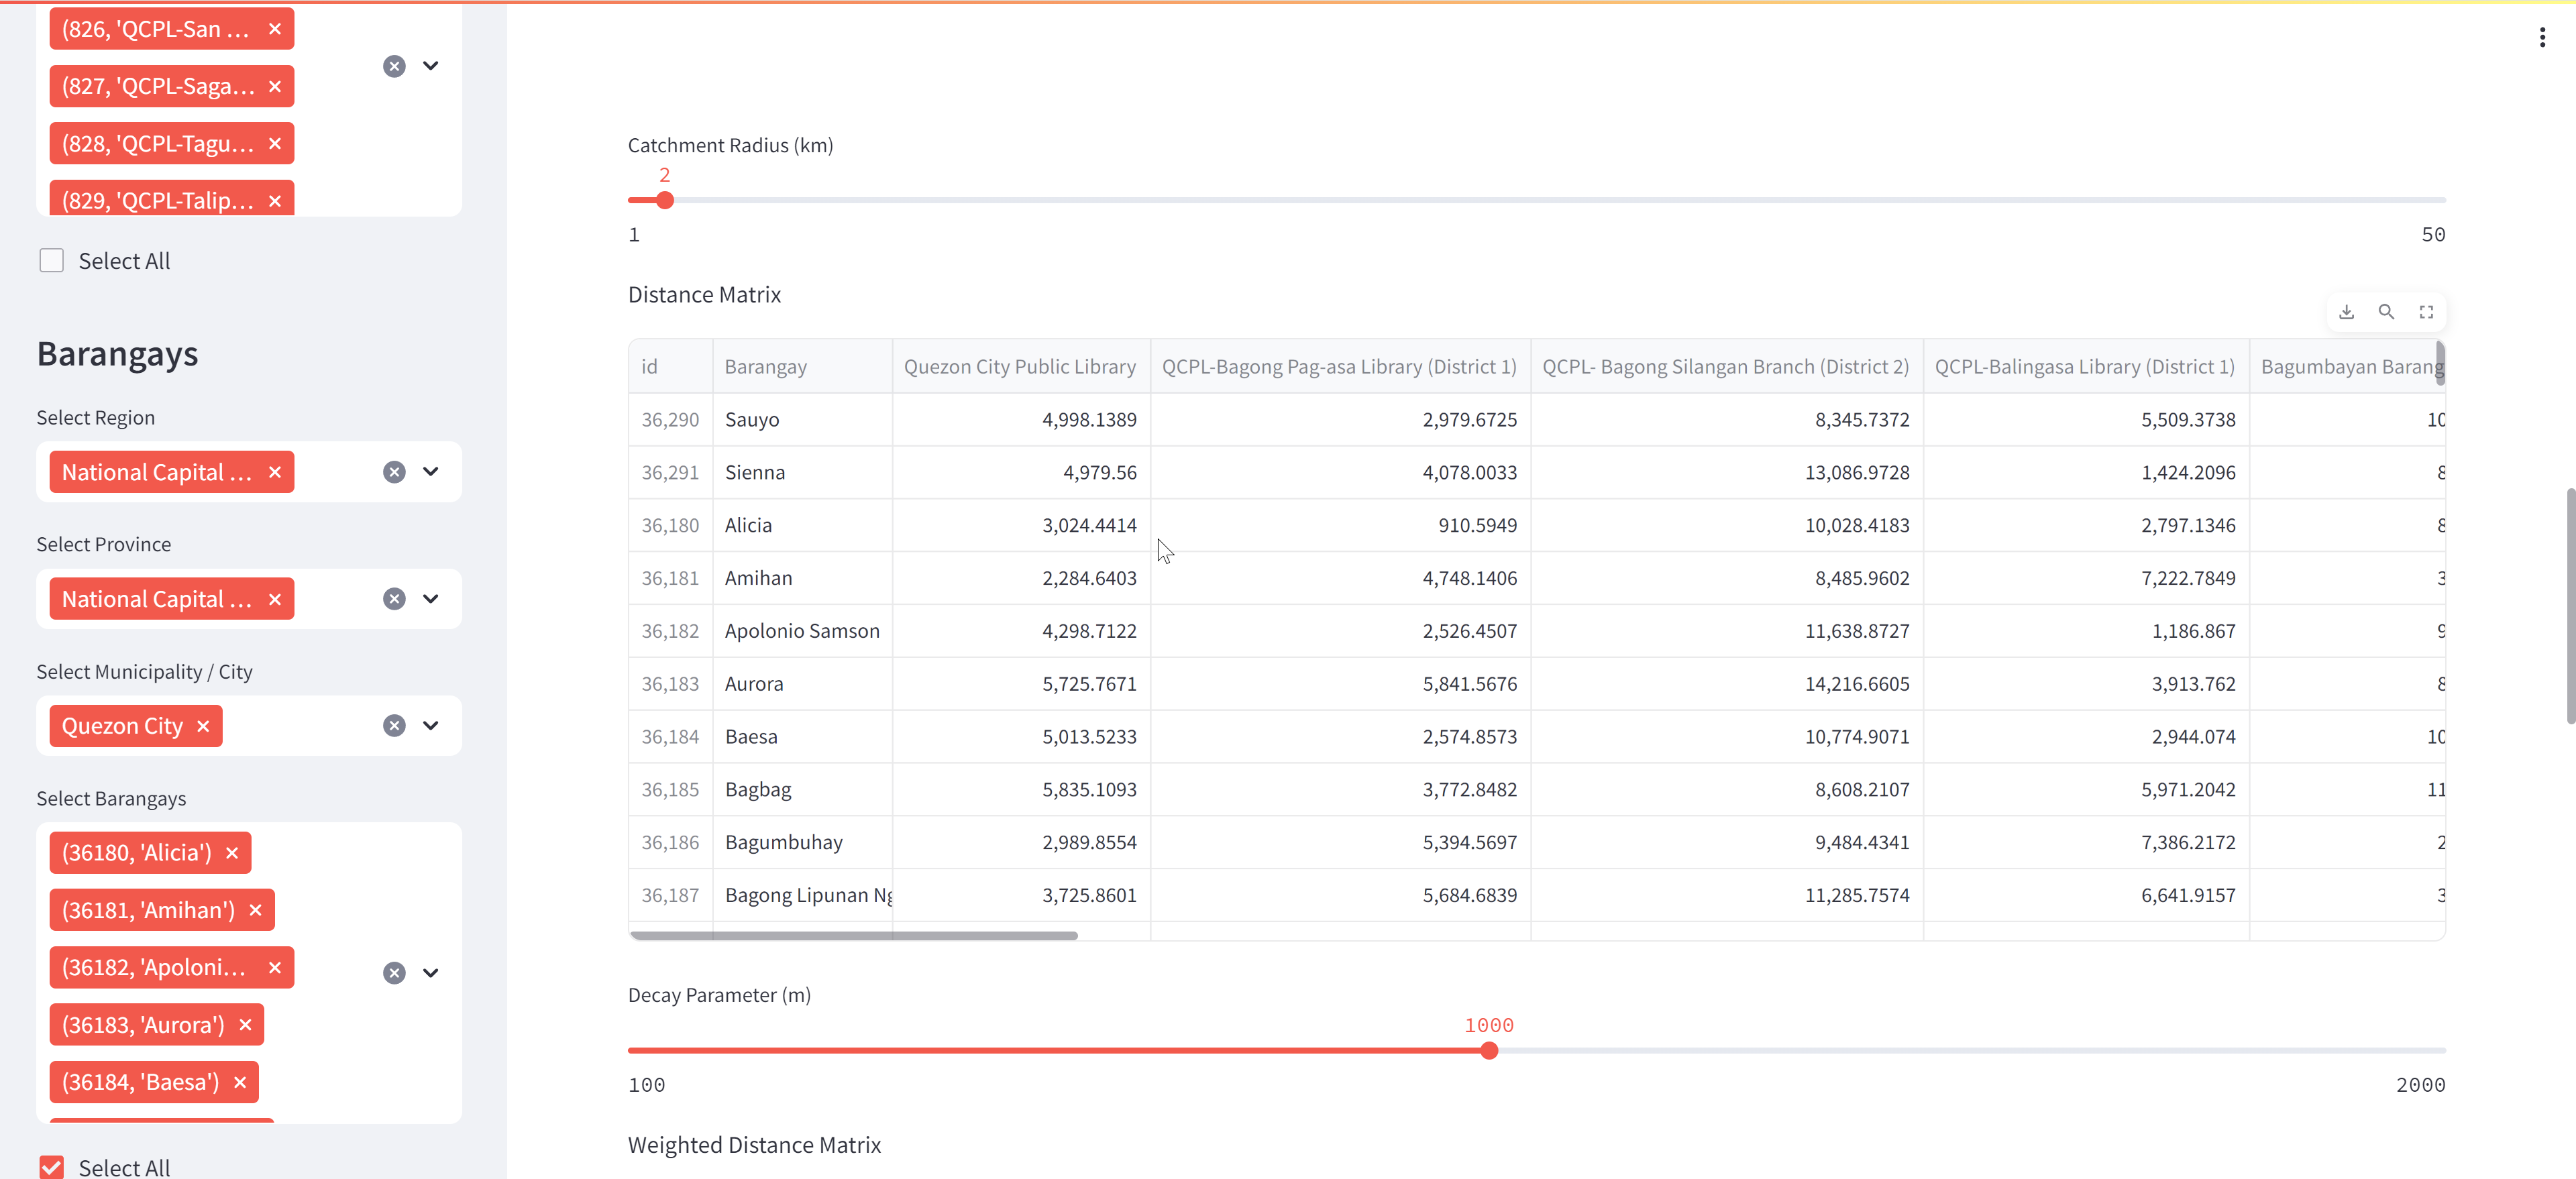 (826, 'QCPL-San ...
(827, 'QCPL-Saga...
(828, 'QCPL-Tagu...
(829, 'QCPL-Talip...
Select All
Barangays
Select Region
National Capital ...
Select Province
National Capital ...
Select Municipality / City
Quezon City
Select Barangays
(36180, 'Alicia')
(36181, 'Amihan')
(36182, 'Apoloni...
(36183, 'Aurora')
(36184, 'Baesa')
Select All
Catchment Radius (km)
2
1 50
Distance Matrix
id Barangay Quezon City Public Library QCPL-Bagong Pag-asa Library (District 1) QCPL- Bagong Silangan Branch (District 2) QCPL-Balingasa Library (District 1) Bagumbayan Barang
36,290 Sauyo 4,998.1389 2,979.6725 8,345.7372 5,509.3738 10
36,291 Sienna 4,979.56 4,078.0033 13,086.9728 1,424.2096 8
36,180 Alicia 3,024.4414 910.5949 10,028.4183 2,797.1346 8
36,181 Amihan 2,284.6403 4,748.1406 8,485.9602 7,222.7849 3
36,182 Apolonio Samson 4,298.7122 2,526.4507 11,638.8727 1,186.867 9
36,183 Aurora 5,725.7671 5,841.5676 14,216.6605 3,913.762 8
36,184 Baesa 5,013.5233 2,574.8573 10,774.9071 2,944.074 10
36,185 Bagbag 5,835.1093 3,772.8482 8,608.2107 5,971.2042 11
36,186 Bagumbuhay 2,989.8554 5,394.5697 9,484.4341 7,386.2172 2
36,187 Bagong Lipunan Ng 3,725.8601 5,684.6839 11,285.7574 6,641.9157 3
Decay Parameter (m)
1000
100 2000
Weighted Distance Matrix